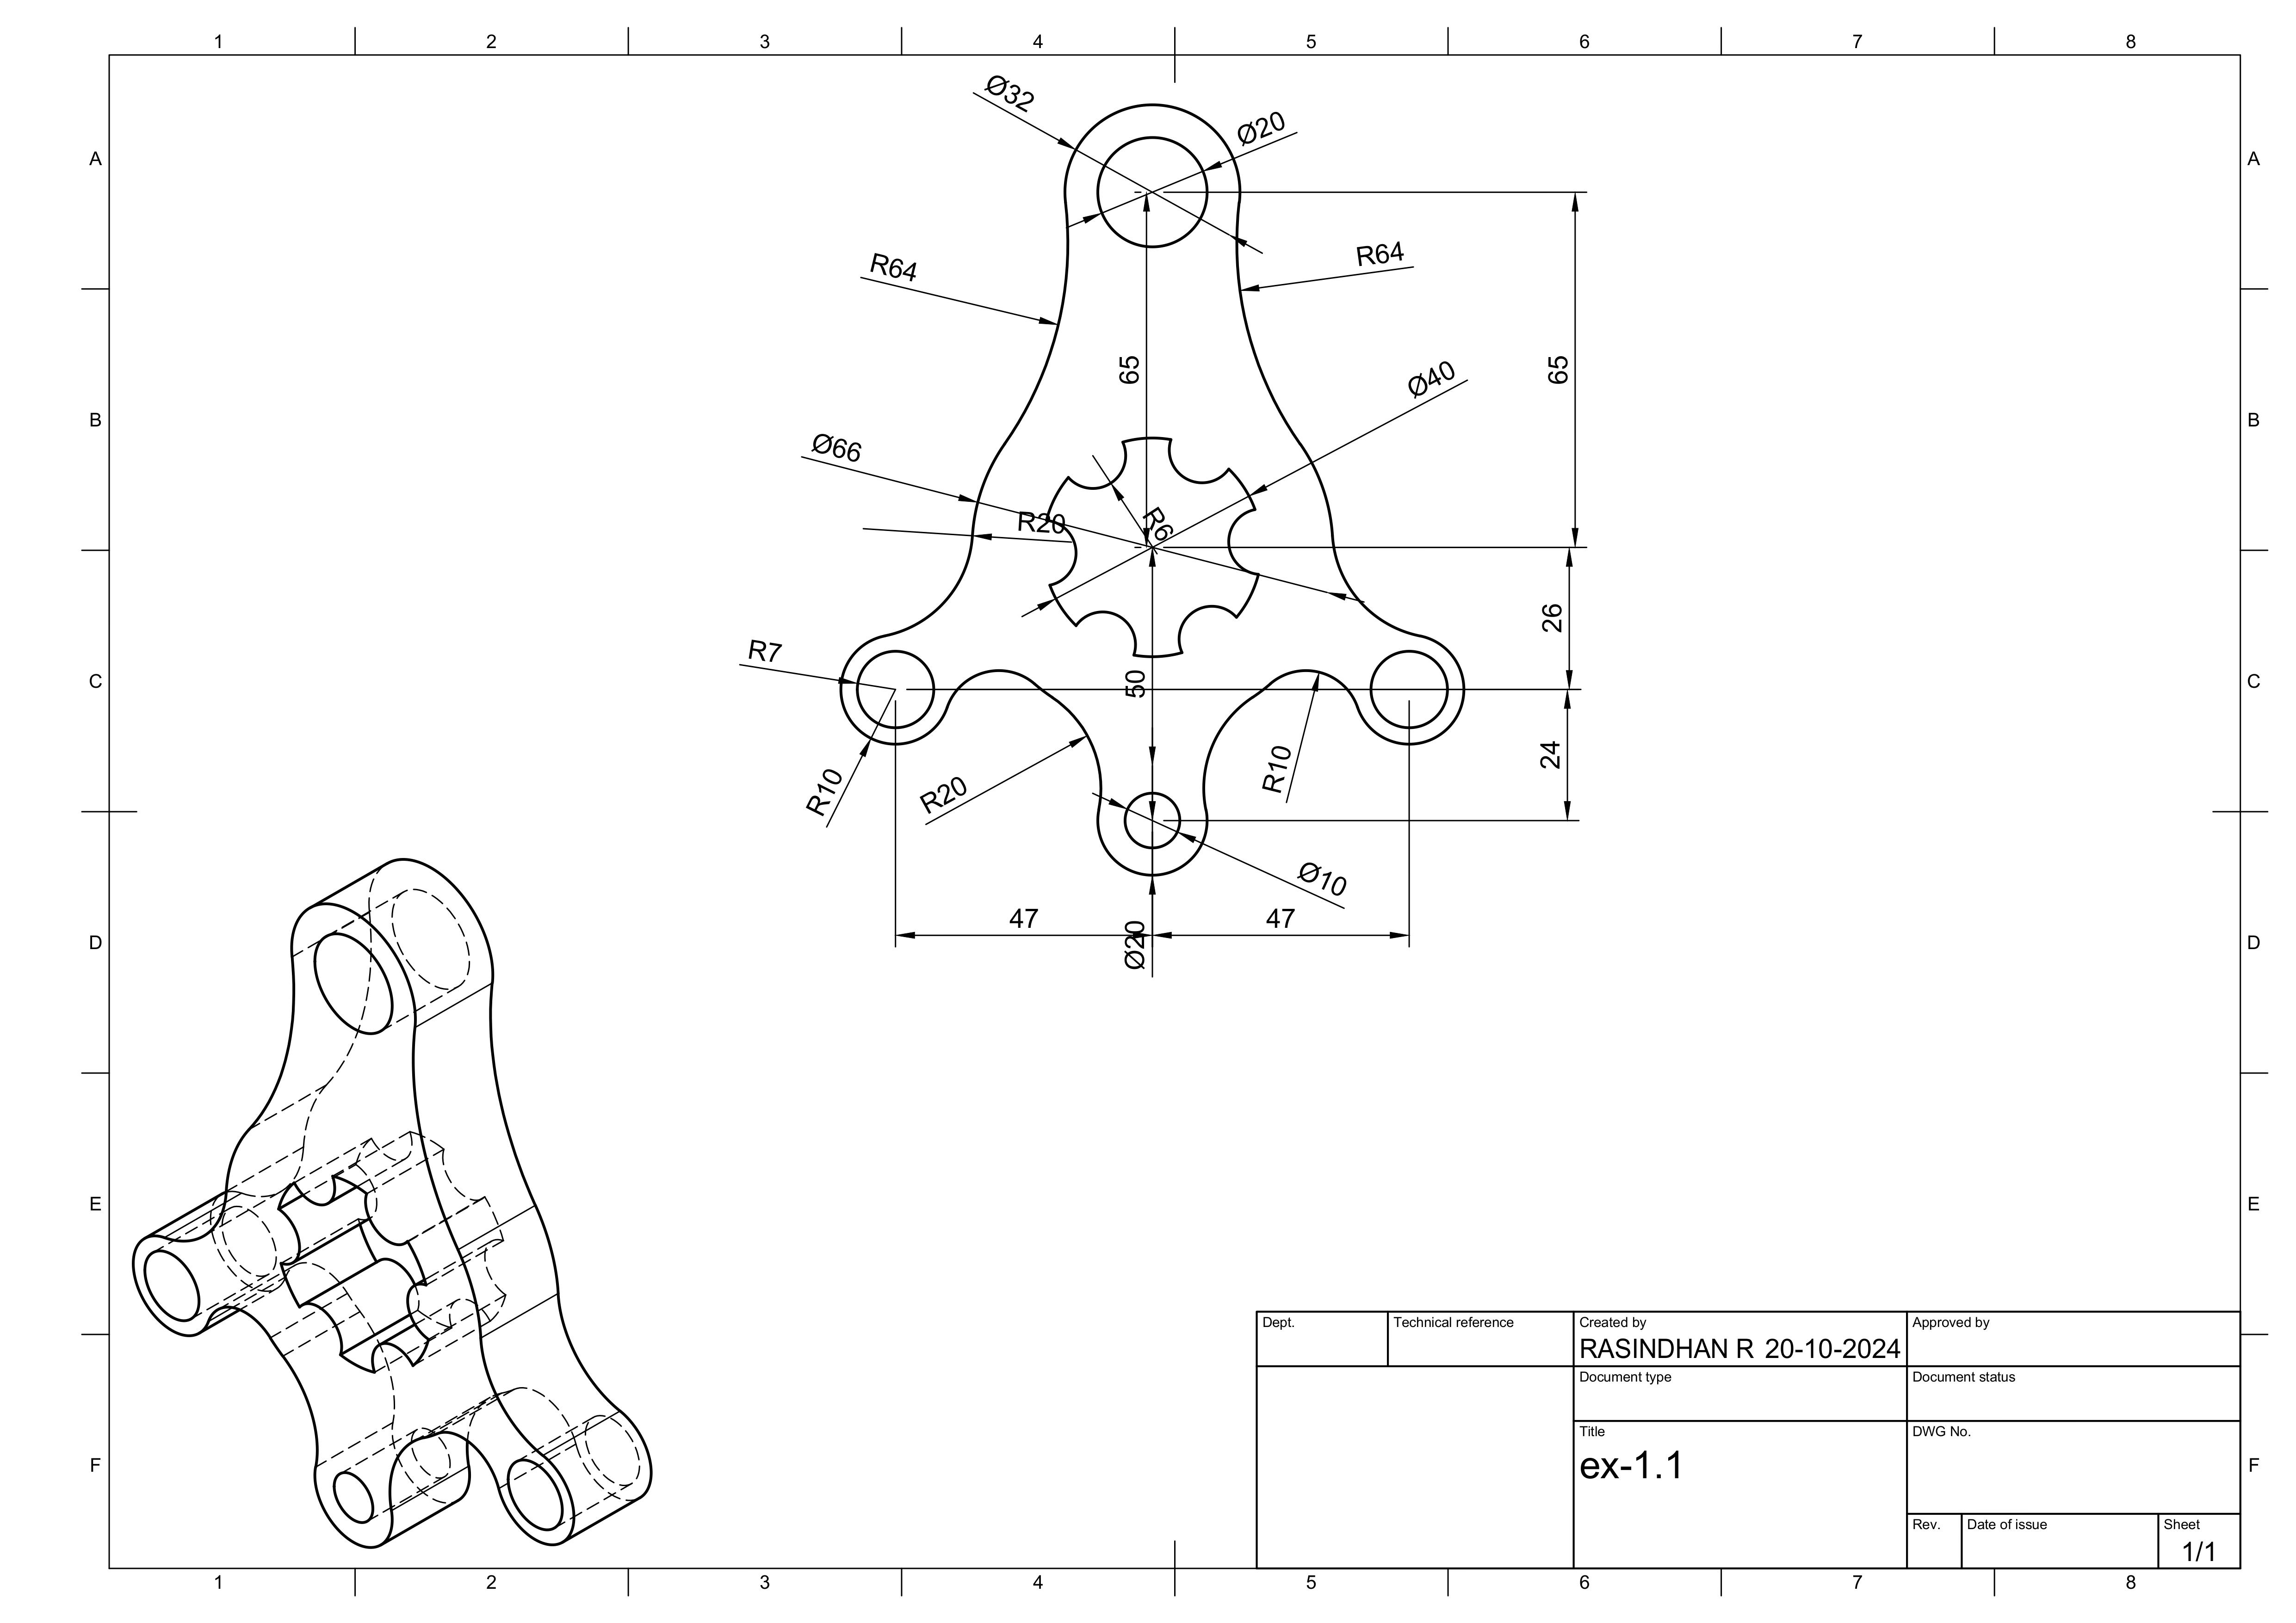 1 2 3 4 5 6 7 8
A A
B B
C C
D D
E E
F F
Ø32
Ø20
R64
R64
65
65
Ø40
Ø66
R20
R6
26
R7
50
24
R10
R20
R10
Ø10
47
47
Ø20
Dept.
Technical reference
Created by
Approved by
RASINDHAN R 20-10-2024
Document type
Document status
Title
DWG No.
ex-1.1
Rev.
Date of issue
Sheet
1/1
1 2 3 4 5 6 7 8